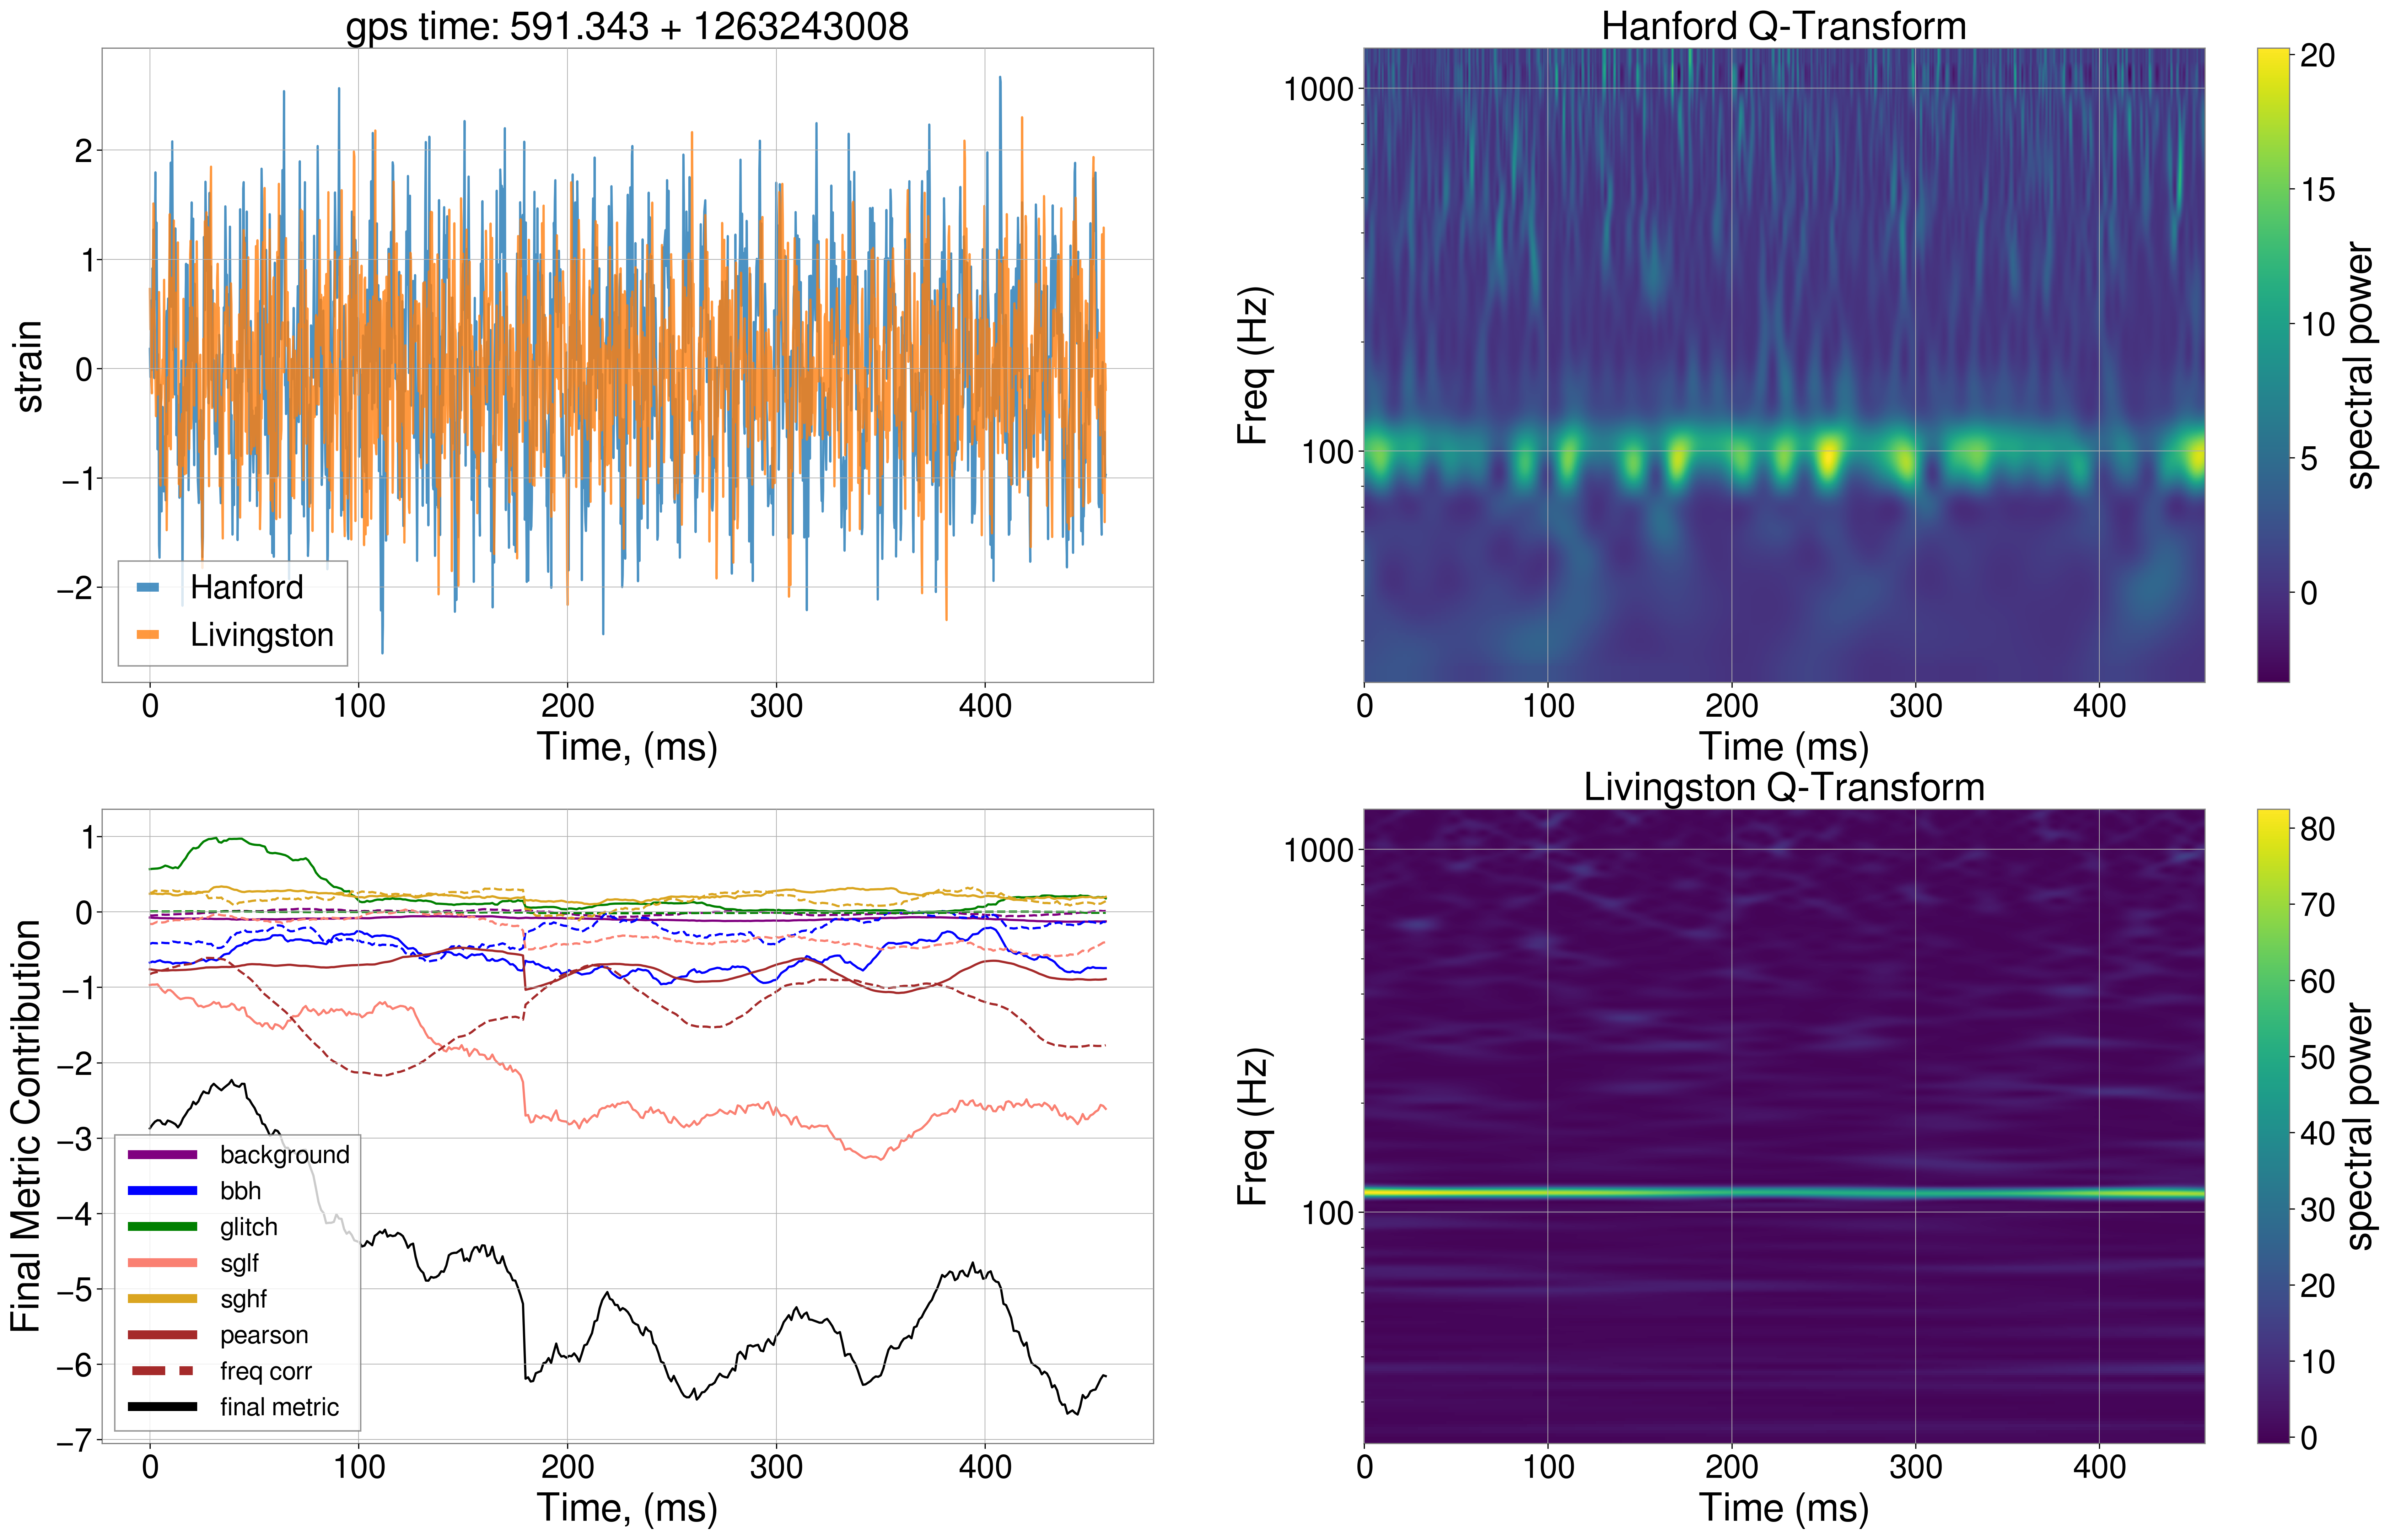 gps time: 591.343 + 1263243008
strain
2
1
0
−1
−2
Hanford
Livingston
0 100 200 300 400
Time, (ms)
Hanford Q-Transform
Freq (Hz)
1000
100
0 100 200 300 400
Time (ms)
20
15
10
5
0
spectral power
Final Metric Contribution
1
0
−1
−2
−3
−4
−5
−6
−7
background
bbh
glitch
sglf
sghf
pearson
freq corr
final metric
0 100 200 300 400
Time, (ms)
Livingston Q-Transform
Freq (Hz)
1000
100
0 100 200 300 400
Time (ms)
80
70
60
50
40
30
20
10
0
spectral power